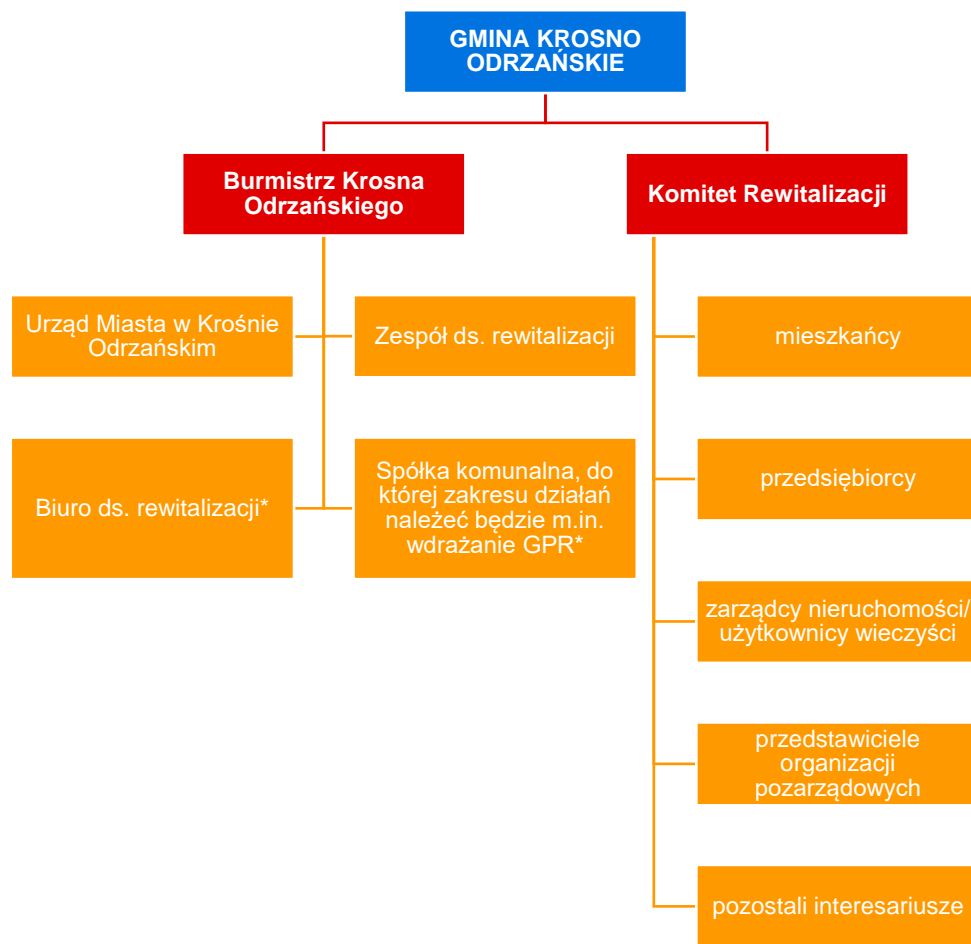 GMINA KROSNO
ODRZAŃSKIE
Burmistrz Krosna
Odrzańskiego
Komitet Rewitalizacji
Urząd Miasta w Krośnie
Odrzańskim
Zespół ds. rewitalizacji
mieszkańcy
Biuro ds. rewitalizacji*
Spółka komunalna, do
której zakresu działań
należeć będzie m.in.
wdrażanie GPR*
przedsiębiorcy
zarządcy nieruchomości/
użytkownicy wieczyści
przedstawiciele
organizacji
pozarządowych
pozostali interesariusze